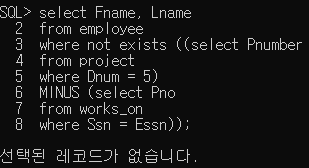 SQL> select Fname, Lname
  2  from employee
  3  where not exists ((select Pnumber
  4  from project
  5  where Dnum = 5)
  6  MINUS (select Pno
  7  from works_on
  8  where Ssn = Essn));
선택된 레코드가 없습니다.